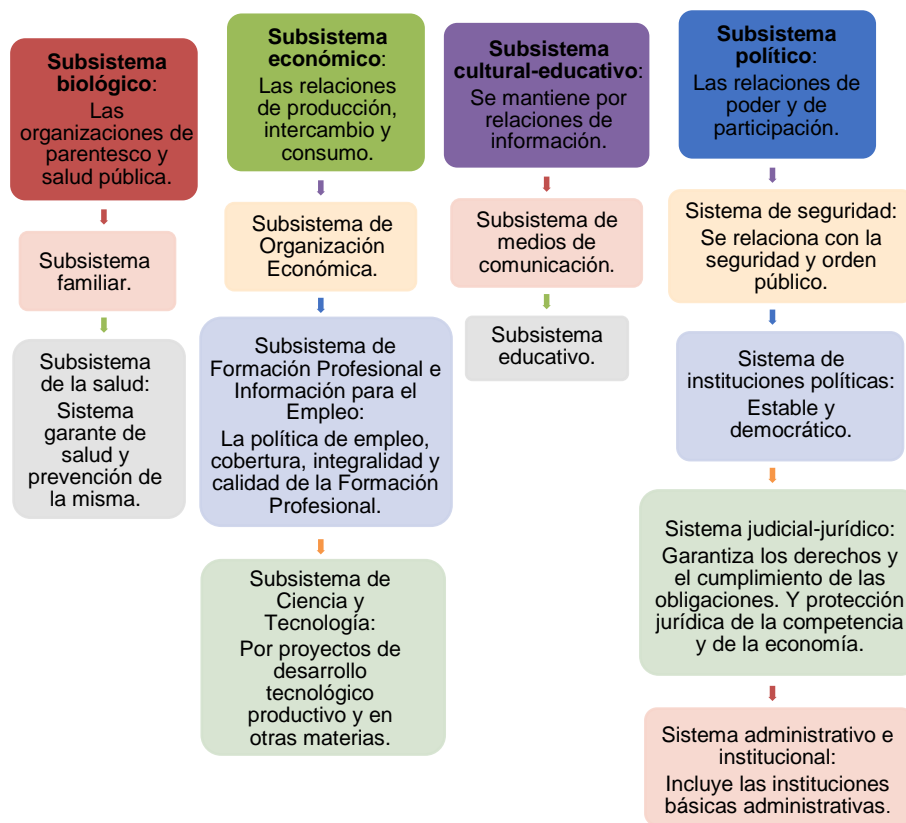 Subsistema
biológico:
Las
organizaciones de
parentesco y
salud pública.
Subsistema
familiar.
Subsistema
de la salud:
Sistema
garante de
salud y
prevención de
la misma.
Subsistema
económico:
Las relaciones
de producción,
intercambio y
consumo.
Subsistema de
Organización
Económica.
Subsistema de
Formación Profesional e
Información para el
Empleo:
La política de empleo,
cobertura, integralidad y
calidad de la Formación
Profesional.
Subsistema de
Ciencia y
Tecnología:
Por proyectos de
desarrollo
tecnológico
productivo y en
otras materias.
Subsistema
cultural-educativo:
Se mantiene por
relaciones de
información.
Subsistema de
medios de
comunicación.
Subsistema
educativo.
Subsistema
político:
Las relaciones de
poder y de
participación.
Sistema de seguridad:
Se relaciona con la
seguridad y orden
público.
Sistema de
instituciones políticas:
Estable y
democrático.
Sistema judicial-jurídico:
Garantiza los derechos y
el cumplimiento de las
obligaciones. Y protección
jurídica de la competencia
y de la economía.
Sistema administrativo e
institucional:
Incluye las instituciones
básicas administrativas.